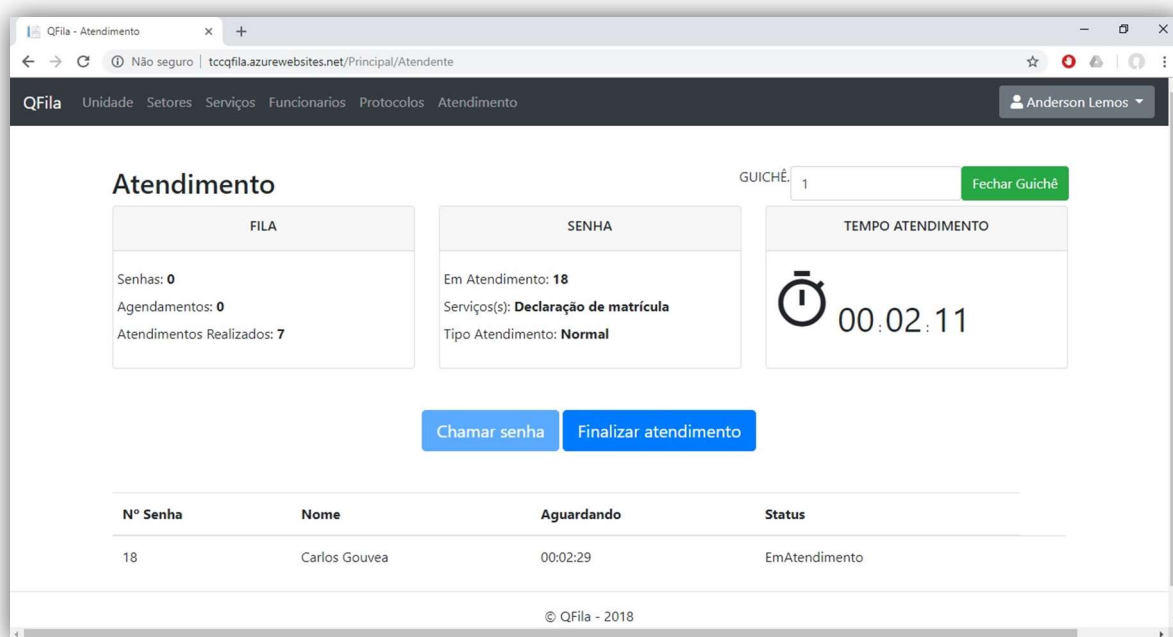 QFila - Atendimento
Não seguro | tccqfila.azurewebsites.net/Principal/Atendente
QFila Unidade Setores Serviços Funcionarios Protocolos Atendimento Anderson Lemos
Atendimento
GUICHÊ. 1 Fechar Guichê
FILA
Senhas: 0
Agendamentos: 0
Atendimentos Realizados: 7
SENHA
Em Atendimento: 18
Serviços(s): Declaração de matrícula
Tipo Atendimento: Normal
TEMPO ATENDIMENTO
00:02:11
Chamar senha Finalizar atendimento
Nº Senha Nome Aguardando Status
18 Carlos Gouvea 00:02:29 EmAtendimento
© QFila - 2018